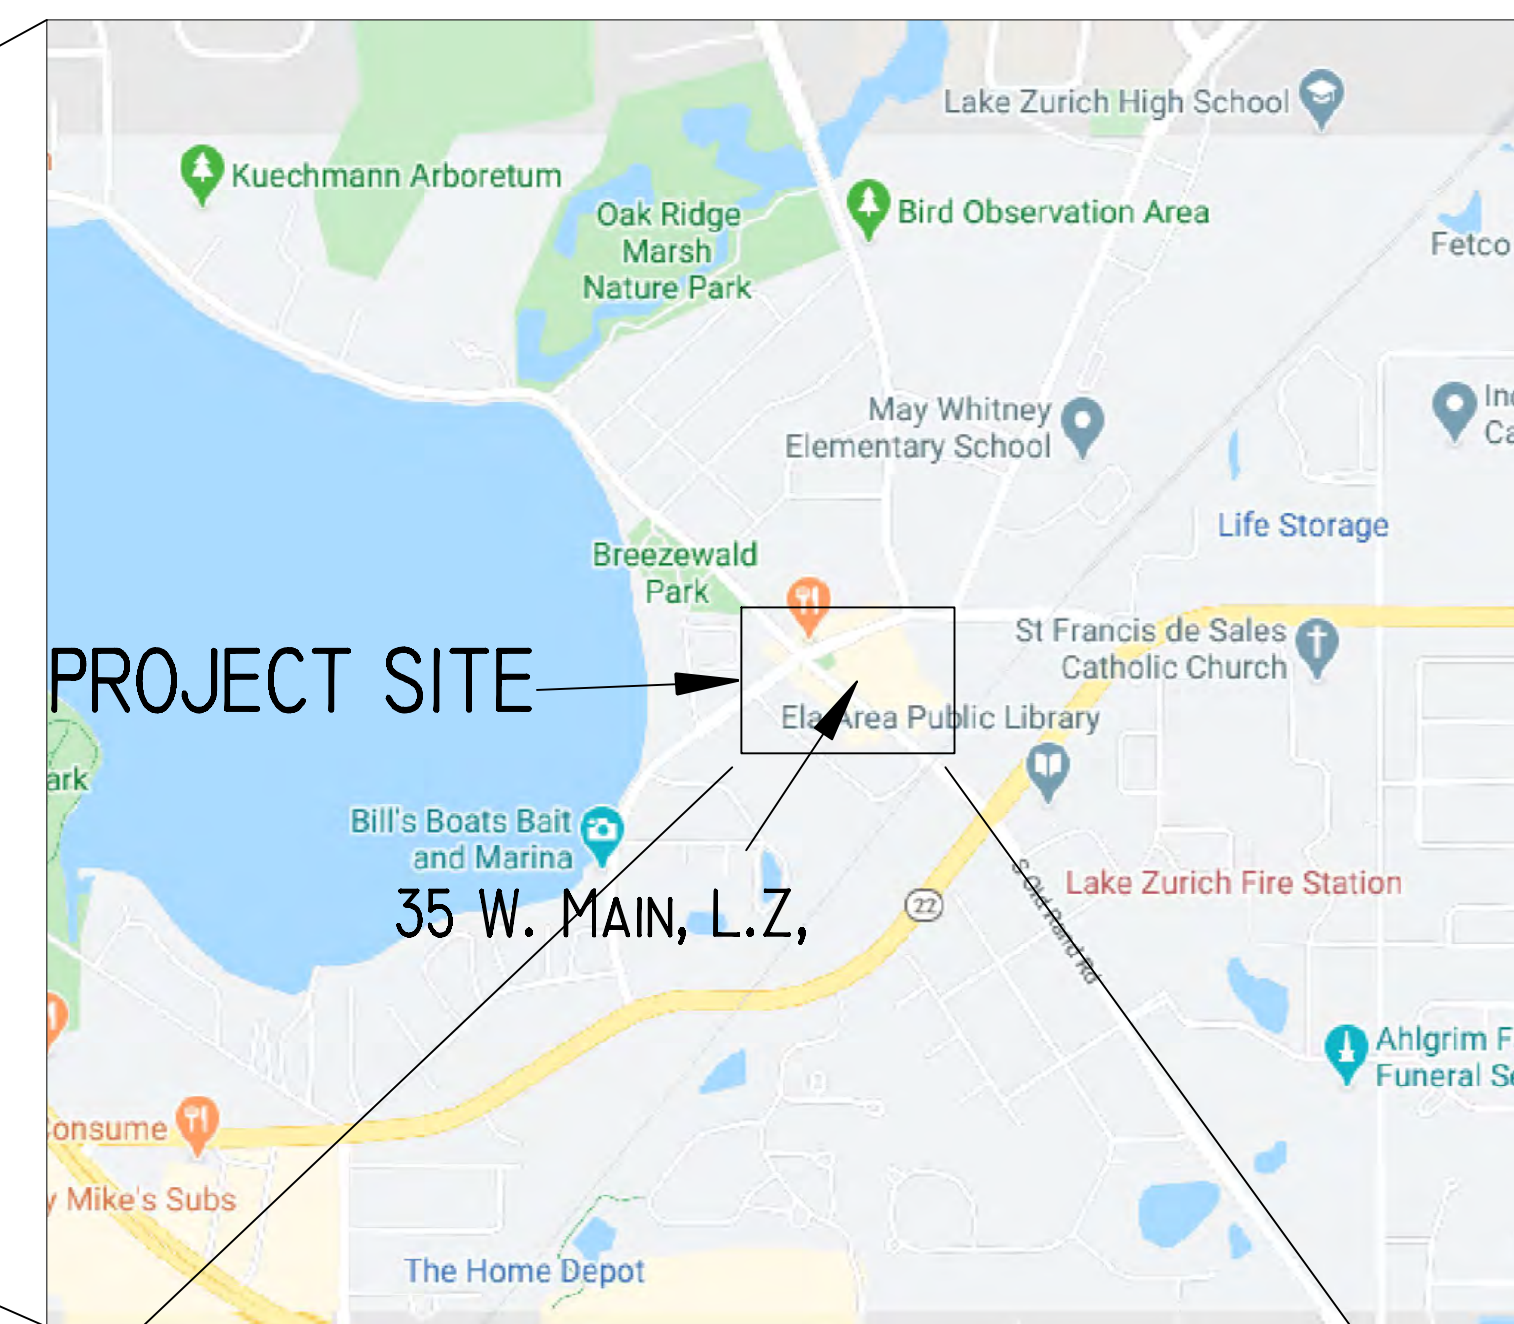 Lake Zurich High School
Kuechmann Arboretum
Oak Ridge
Marsh
Nature Park
Bird Observation Area
Fetco
May Whitney
Elementary School
Life Storage
Breezewald
Park
St Francis de Sales
Catholic Church
PROJECT SITE
Ela Area Public Library
ark
Bill's Boats Bait
and Marina
35 W. MAIN, L.Z,
22
S Old Rand Rd
Lake Zurich Fire Station
Ahlgrim F
Funeral Se
onsume
y Mike's Subs
The Home Depot